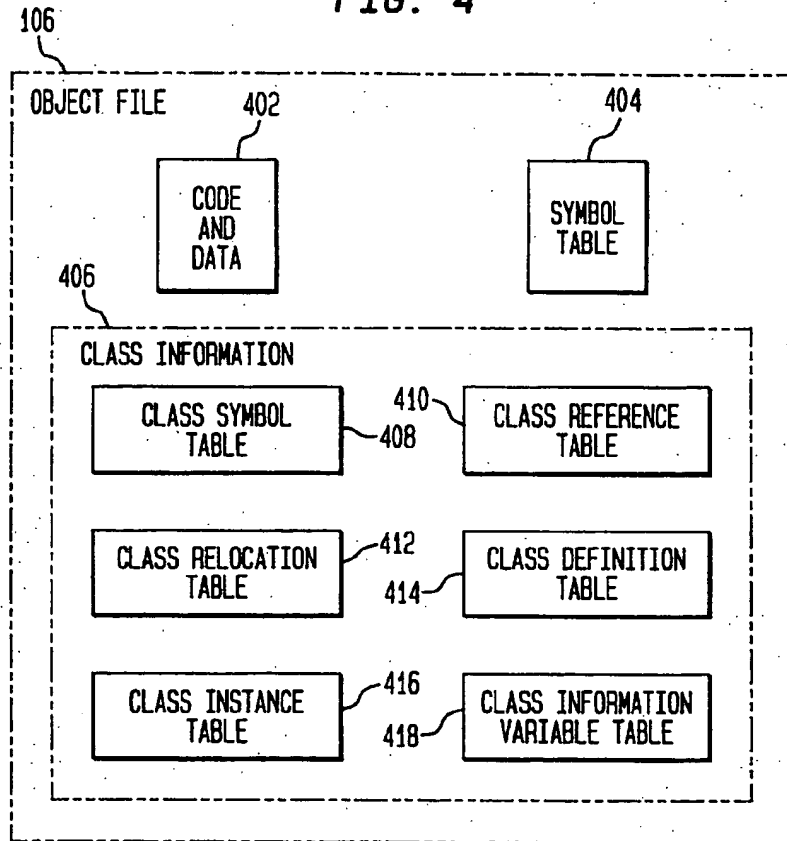 FIG. 4
106
OBJECT FILE
402
404
CODE
AND
DATA
SYMBOL
TABLE
406
CLASS INFORMATION
CLASS SYMBOL
TABLE
408
410
CLASS REFERENCE
TABLE
CLASS RELOCATION
TABLE
412
414
CLASS DEFINITION
TABLE
CLASS INSTANCE
TABLE
416
418
CLASS INFORMATION
VARIABLE TABLE